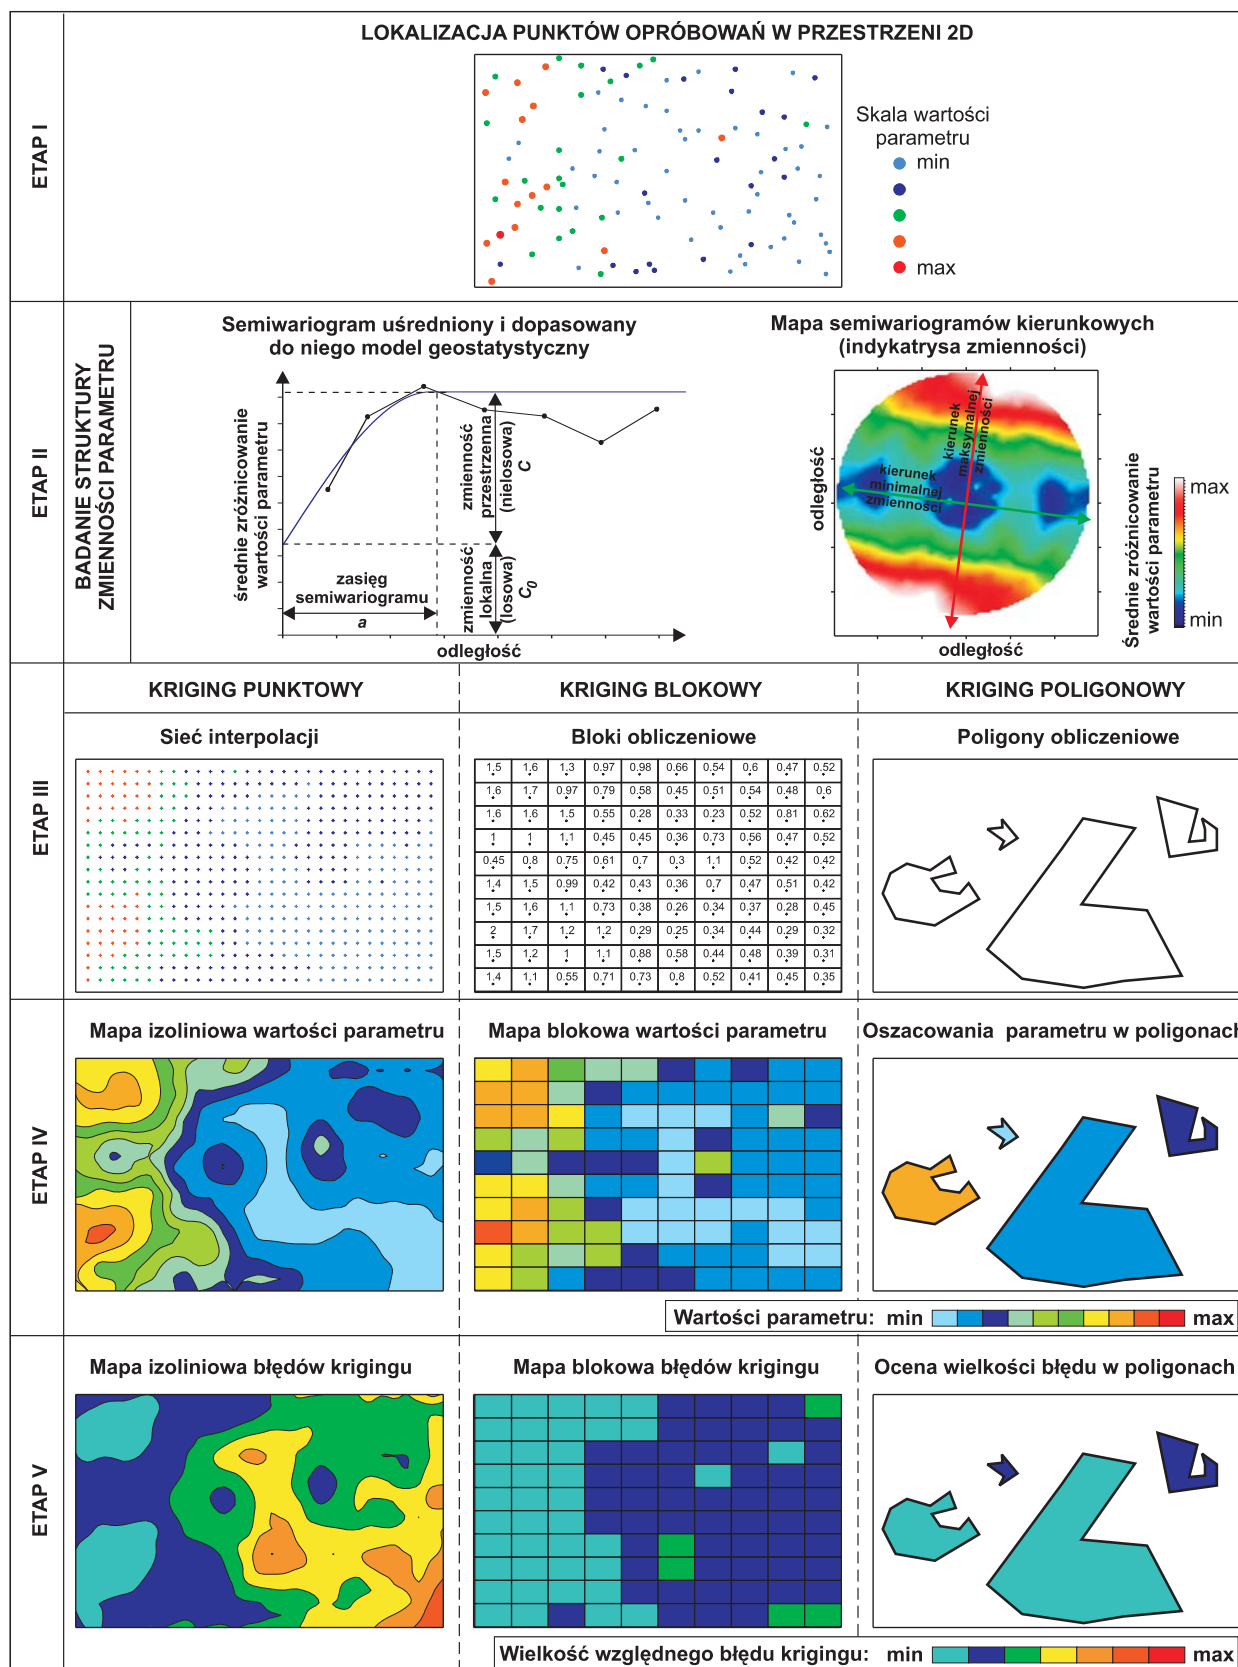 LOKALIZACJA PUNKTÓW OPRÓBOWAŃ W PRZESTRZENI 2D
ETAP I
Skala wartości
parametru
min
max
ETAP II
BADANIE STRUKTURY
ZMIENNOŚCI PARAMETRU
Semiwariogram uśredniony i dopasowany
do niego model geostatystyczny
średnie zróżnicowanie
wartości parametru
zmienność
przestrzenna
(nielosowa)
C
zmienność
lokalna
(losowa)
C0
zasięg
semiwariogramu
a
odległość
Mapa semiwariogramów kierunkowych
(indykatrysa zmienności)
odległość
kierunek
maksymalnej
zmienności
kierunek
minimalnej
zmienności
odległość
Średnie zróżnicowanie
wartości parametru
max
min
ETAP III
KRIGING PUNKTOWY
KRIGING BLOKOWY
KRIGING POLIGONOWY
Sieć interpolacji
Bloki obliczeniowe
Poligony obliczeniowe
1.5 1.6 1.3 0.97 0.98 0.66 0.54 0.6 0.47 0.52
1.6 1.7 0.97 0.79 0.58 0.45 0.51 0.54 0.48 0.6
1.6 1.6 1.5 0.55 0.28 0.33 0.23 0.52 0.81 0.62
1 1 1.1 0.45 0.45 0.36 0.73 0.56 0.47 0.52
0.45 0.8 0.75 0.61 0.7 0.3 1.1 0.52 0.42 0.42
1.4 1.5 0.99 0.42 0.43 0.36 0.7 0.47 0.51 0.42
1.5 1.6 1.1 0.73 0.38 0.26 0.34 0.37 0.28 0.45
2 1.7 1.2 1.2 0.29 0.25 0.34 0.44 0.29 0.32
1.5 1.2 1 1.1 0.88 0.58 0.44 0.48 0.39 0.31
1.4 1.1 0.55 0.71 0.73 0.8 0.52 0.41 0.45 0.35
ETAP IV
Mapa izoliniowa wartości parametru
Mapa blokowa wartości parametru
Oszacowania parametru w poligonach
Wartości parametru: min max
ETAP V
Mapa izoliniowa błędów krigingu
Mapa blokowa błędów krigingu
Ocena wielkości błędu w poligonach
Wielkość względnego błędu krigingu: min max